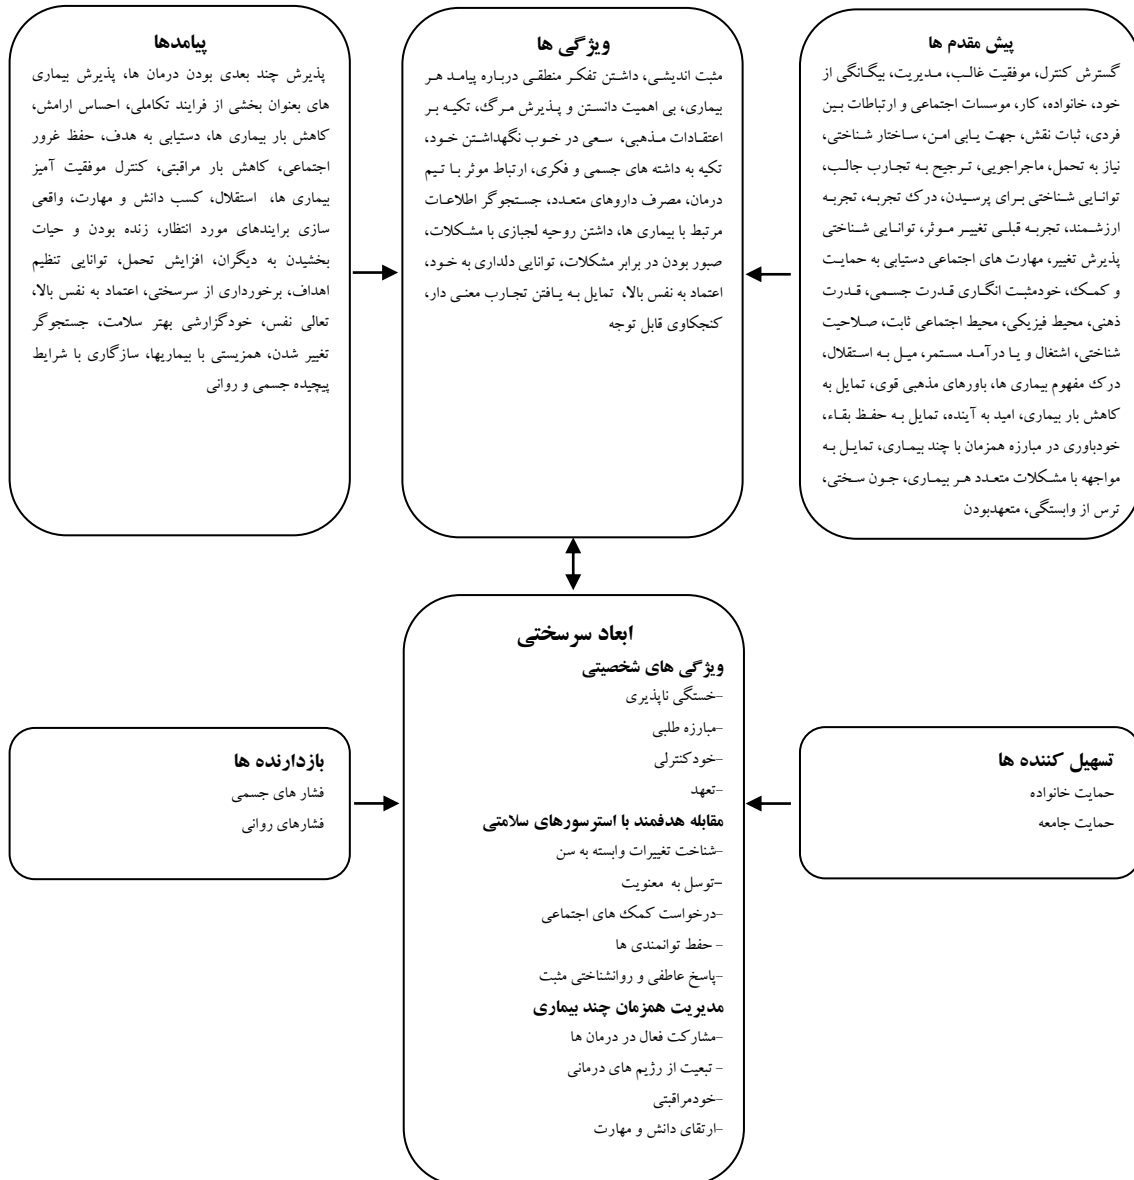 پیش مقدم ها
گسترش کنترل، موفقیت غالب، مدیریت، بیگانگی از
خود، خانواده، کار، موسسات اجتماعی و ارتباطات بین
فردی، ثبات نقش، جهت یابی امن، ساختار شناختی،
نیاز به تحمل، ماجراجویی، ترجیح به تجارب جالب،
توانایی شناختی برای پرسیدن، درک تجربه، تجربه
ارزشمند، تجربه قبلی تغییر موثر، توانایی شناختی
پذیرش تغییر، مهارت های اجتماعی دستیابی به حمایت
و کمک، خودمثبت انگاری قدرت جسمی، قدرت
ذهنی، محیط فیزیکی، محیط اجتماعی ثابت، صلاحیت
شناختی، اشتغال و یا درآمد مستمر، میل به استقلال،
درک مفهوم بیماری ها، باورهای مذهبی قوی، تمایل به
کاهش بار بیماری، امید به آینده، تمایل به حفظ بقاء،
خودباوری در مبارزه همزمان با چند بیماری، تمایل به
مواجهه با مشکلات متعدد هر بیماری، جون سختی،
ترس از وابستگی، متعهدبودن
ویژگی ها
مثبت اندیشی، داشتن تفکر منطقی درباره پیامد هر
بیماری، بی اهمیت دانستن و پذیرش مرگ، تکیه بر
اعتقادات مذهبی، سعی در خوب نگهداشتن خود،
تکیه به داشته های جسمی و فکری، ارتباط موثر با تیم
درمان، مصرف داروهای متعدد، جستجوگر اطلاعات
مرتبط با بیماری ها، داشتن روحیه لجبازی با مشکلات،
صبور بودن در برابر مشکلات، توانایی دلداری به خود،
اعتماد به نفس بالا، تمایل به یافتن تجارب معنی دار،
کنجکاوی قابل توجه
پیامدها
پذیرش چند بعدی بودن درمان ها، پذیرش بیماری
های بعنوان بخشی از فرایند تکاملی، احساس ارامش،
کاهش بار بیماری ها، دستیابی به هدف، حفظ غرور
اجتماعی، کاهش بار مراقبتی، کنترل موفقیت آمیز
بیماری ها، استقلال، کسب دانش و مهارت، واقعی
سازی برایندهای مورد انتظار، زنده بودن و حیات
بخشیدن به دیگران، افزایش تحمل، توانایی تنظیم
اهداف، برخورداری از سرسختی، اعتماد به نفس بالا،
تعالی نفس، خودگزارشی بهتر سلامت، جستجوگر
تغییر شدن، همزیستی با بیماریها، سازگاری با شرایط
پیچیده جسمی و روانی
ابعاد سرسختی
ویژگی های شخصیتی
-خستگی ناپذیری
-مبارزه طلبی
-خودکنترلی
-تعهد
مقابله هدفمند با استرسورهای سلامتی
-شناخت تغییرات وابسته به سن
-توسل به معنویت
-درخواست کمک های اجتماعی
- حفظ توانمندی ها
-پاسخ عاطفی و روانشناختی مثبت
مدیریت همزمان چند بیماری
-مشارکت فعال در درمان ها
- تبعیت از رژیم های درمانی
-خودمراقبتی
-ارتقای دانش و مهارت
تسهیل کننده ها
حمایت خانواده
حمایت جامعه
بازدارنده ها
فشار های جسمی
فشارهای روانی